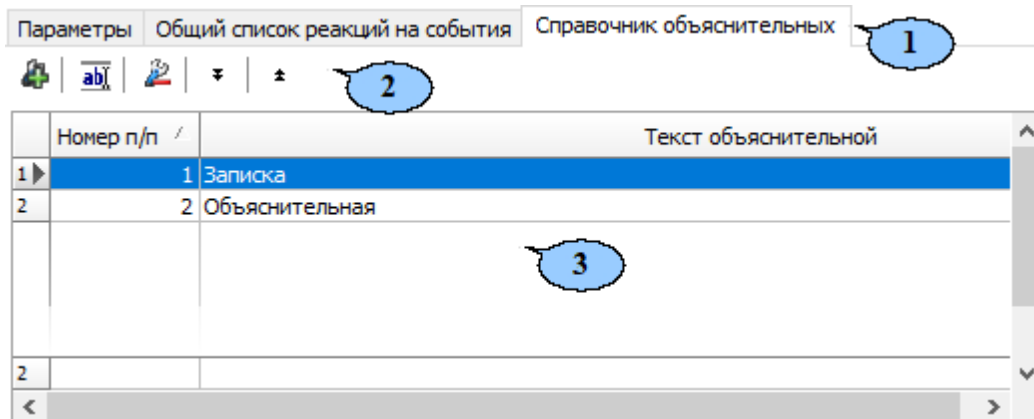 Параметры Общий список реакций на события Справочник объяснительных 1
abI 2
Номер п/п Текст объяснительной
1 1 Записка
2 2 Объяснительная
3
2